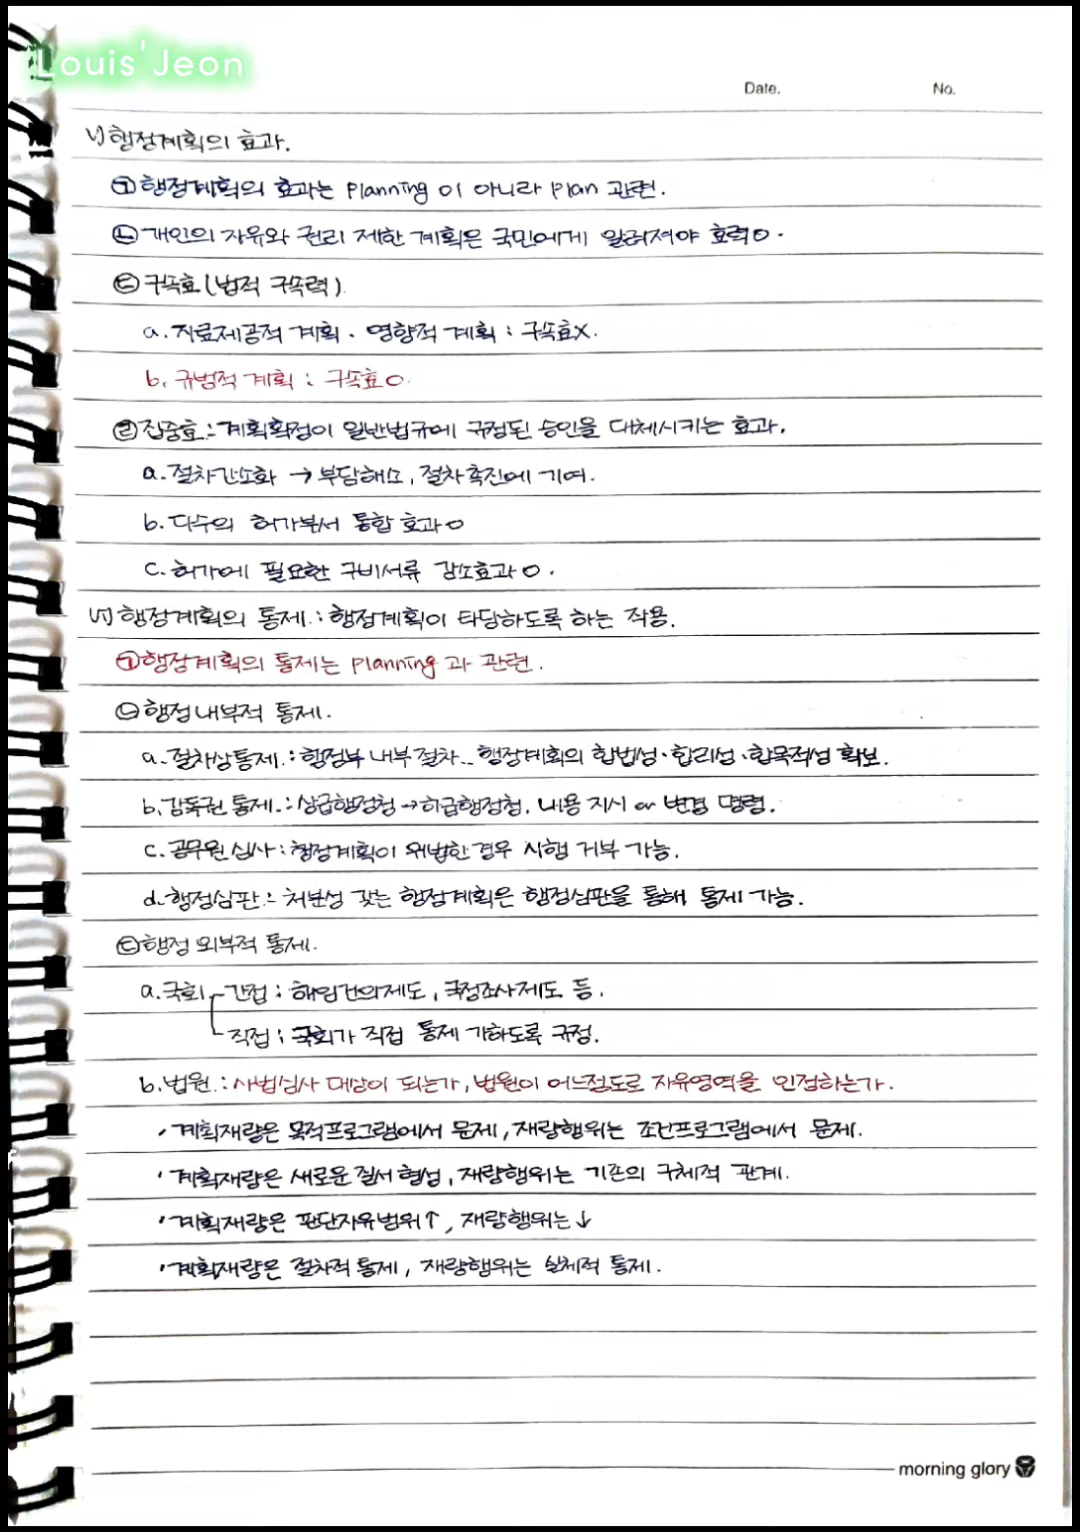 Louis'Jeon
Date. No.
v) 행정계획의 효과.
㉠ 행정계획의 효과는 planning 이 아니라 plan 관련.
㉡ 개인의 자유와 권리 제한 계획은 국민에게 알려져야 효력 O.
㉢ 구속효 (법적 구속력)
a. 자료제공적 계획 · 영향적 계획 : 구속효X.
b. 규범적 계획 : 구속효 O.
㉣ 집중효 : 계획확정이 일반법규에 규정된 승인을 대체시키는 효과.
a. 절차간소화 → 부담해소, 절차촉진에 기여.
b. 다수의 허가부서 통합 효과 O
c. 허가에 필요한 구비서류 감소효과 O.
vi) 행정계획의 통제 : 행정계획이 타당하도록 하는 작용.
㉠ 행정계획의 통제는 planning 과 관련.
㉡ 행정내부적 통제.
a. 절차상통제 : 행정부 내부 절차.. 행정계획의 합법성·합리성·합목적성 확보.
b. 감독권 통제 : 상급행정청 → 하급행정청. 내용 지시 or 변경 명령.
c. 공무원 심사 : 행정계획이 위법한 경우 시행 거부 가능.
d. 행정심판 : 처분성 갖는 행정계획은 행정심판을 통해 통제 가능.
㉢ 행정 외부적 통제.
a. 국회 간접 : 해임건의제도, 국정조사제도 등.
직접 : 국회가 직접 통제 가하도록 규정.
b. 법원 : 사법심사 대상이 되는가, 법원이 어느정도로 자유영역을 인정하는가.
· 계획재량은 목적프로그램에서 문제, 재량행위는 조건프로그램에서 문제.
· 계획재량은 새로운 질서 형성, 재량행위는 기존의 구체적 관계.
· 계획재량은 판단자유범위↑, 재량행위는↓
· 계획재량은 절차적 통제, 재량행위는 실체적 통제.
morning glory